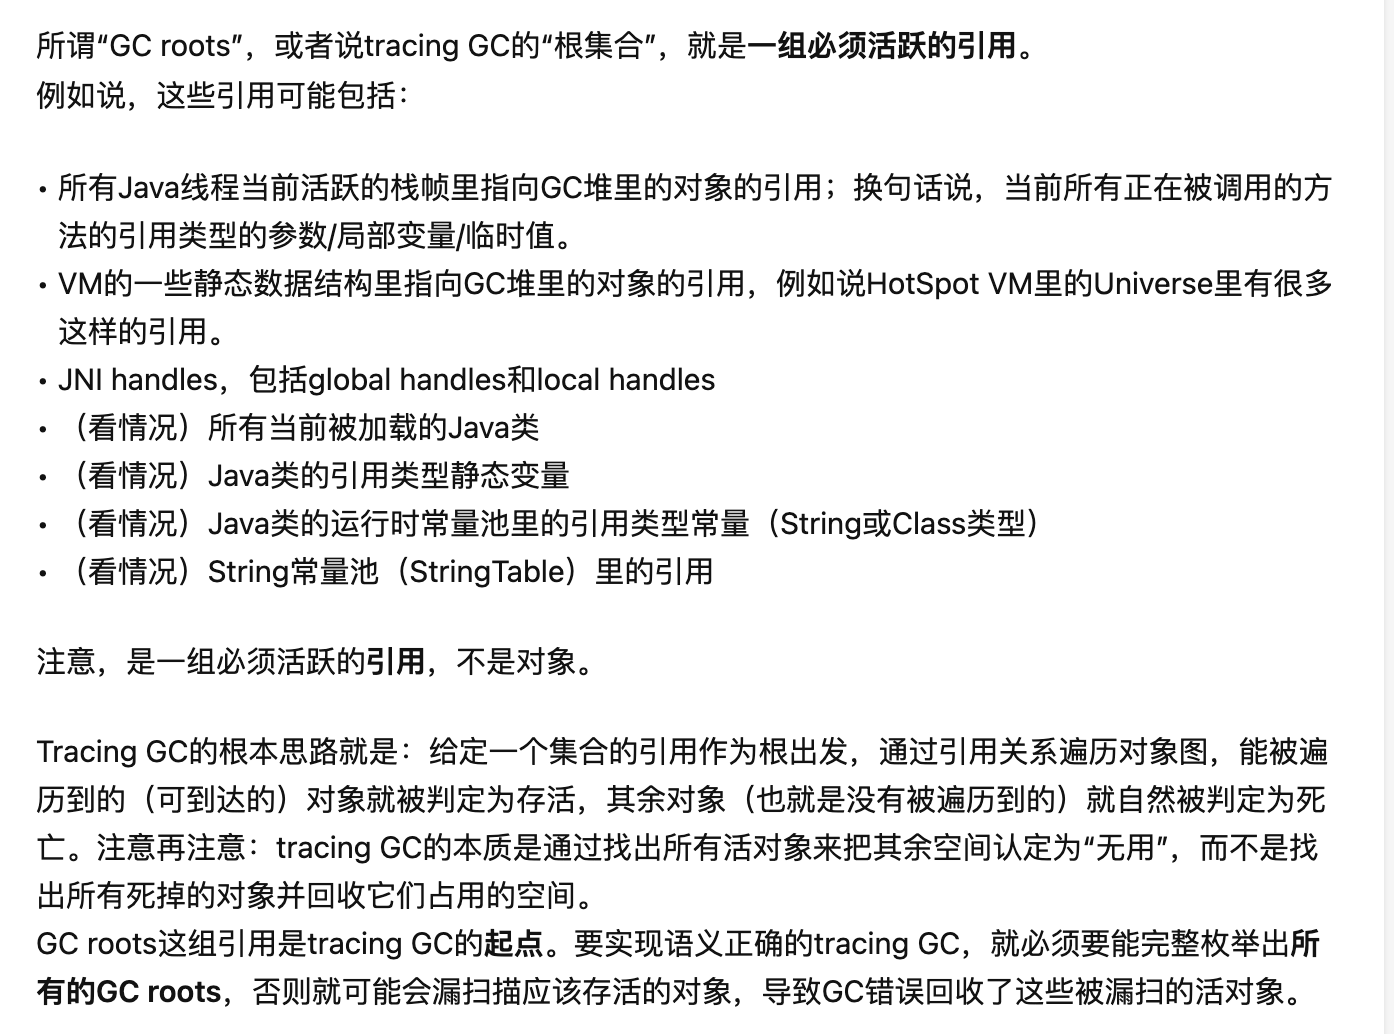 所谓“GC roots”，或者说tracing GC的“根集合”，就是一组必须活跃的引用。
例如说，这些引用可能包括：
• 所有Java线程当前活跃的栈帧里指向GC堆里的对象的引用；换句话说，当前所有正在被调用的方
法的引用类型的参数/局部变量/临时值。
• VM的一些静态数据结构里指向GC堆里的对象的引用，例如说HotSpot VM里的Universe里有很多
这样的引用。
• JNI handles，包括global handles和local handles
• （看情况）所有当前被加载的Java类
• （看情况）Java类的引用类型静态变量
• （看情况）Java类的运行时常量池里的引用类型常量（String或Class类型）
• （看情况）String常量池（StringTable）里的引用
注意，是一组必须活跃的引用，不是对象。
Tracing GC的根本思路就是：给定一个集合的引用作为根出发，通过引用关系遍历对象图，能被遍
历到的（可到达的）对象就被判定为存活，其余对象（也就是没有被遍历到的）就自然被判定为死
亡。注意再注意：tracing GC的本质是通过找出所有活对象来把其余空间认定为“无用”，而不是找
出所有死掉的对象并回收它们占用的空间。
GC roots这组引用是tracing GC的起点。要实现语义正确的tracing GC，就必须要能完整枚举出所
有的GC roots，否则就可能会漏扫描应该存活的对象，导致GC错误回收了这些被漏扫的活对象。